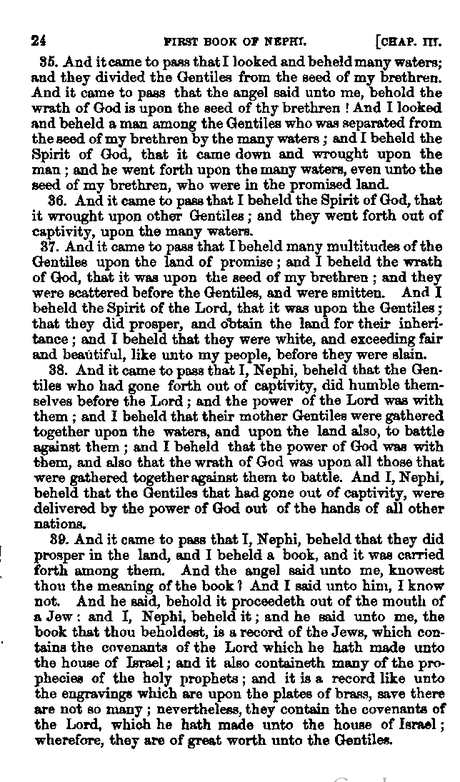 24 FIRST BOOK OF NEPHI. [CHAP. III.
35. And it came to pass that I looked and beheld many waters;
and they divided the Gentiles from the seed of my brethren.
And it came to pass that the angel said unto me, behold the
wrath of God is upon the seed of thy brethren ! And I looked
and beheld a man among the Gentiles who was separated from
the seed of my brethren by the many waters ; and I beheld the
Spirit of God, that it came down and wrought upon the
man ; and he went forth upon the many waters, even unto the
seed of my brethren, who were in the promised land.
36. And it came to pass that I beheld the Spirit of God, that
it wrought upon other Gentiles ; and they went forth out of
captivity, upon the many waters.
37. And it came to pass that I beheld many multitudes of the
Gentiles upon the land of promise ; and I beheld the wrath
of God, that it was upon the seed of my brethren ; and they
were scattered before the Gentiles, and were smitten. And I
beheld the Spirit of the Lord, that it was upon the Gentiles ;
that they did prosper, and obtain the land for their inheri-
tance ; and I beheld that they were white, and exceeding fair
and beautiful, like unto my people, before they were slain.
38. And it came to pass that I, Nephi, beheld that the Gen-
tiles who had gone forth out of captivity, did humble them-
selves before the Lord ; and the power of the Lord was with
them ; and I beheld that their mother Gentiles were gathered
together upon the waters, and upon the land also, to battle
against them ; and I beheld that the power of God was with
them, and also that the wrath of God was upon all those that
were gathered together against them to battle. And I, Nephi,
beheld that the Gentiles that had gone out of captivity, were
delivered by the power of God out of the hands of all other
nations.
39. And it came to pass that I, Nephi, beheld that they did
prosper in the land, and I beheld a book, and it was carried
forth among them. And the angel said unto me, knowest
thou the meaning of the book? And I said unto him, I know
not. And he said, behold it proceedeth out of the mouth of
a Jew : and I, Nephi, beheld it ; and he said unto me, the
book that thou beholdest, is a record of the Jews, which con-
tains the covenants of the Lord which he hath made unto
the house of Israel ; and it also containeth many of the pro-
phecies of the holy prophets ; and it is a record like unto
the engravings which are upon the plates of brass, save there
are not so many ; nevertheless, they contain the covenants of
the Lord, which he hath made unto the house of Israel ;
wherefore, they are of great worth unto the Gentiles.